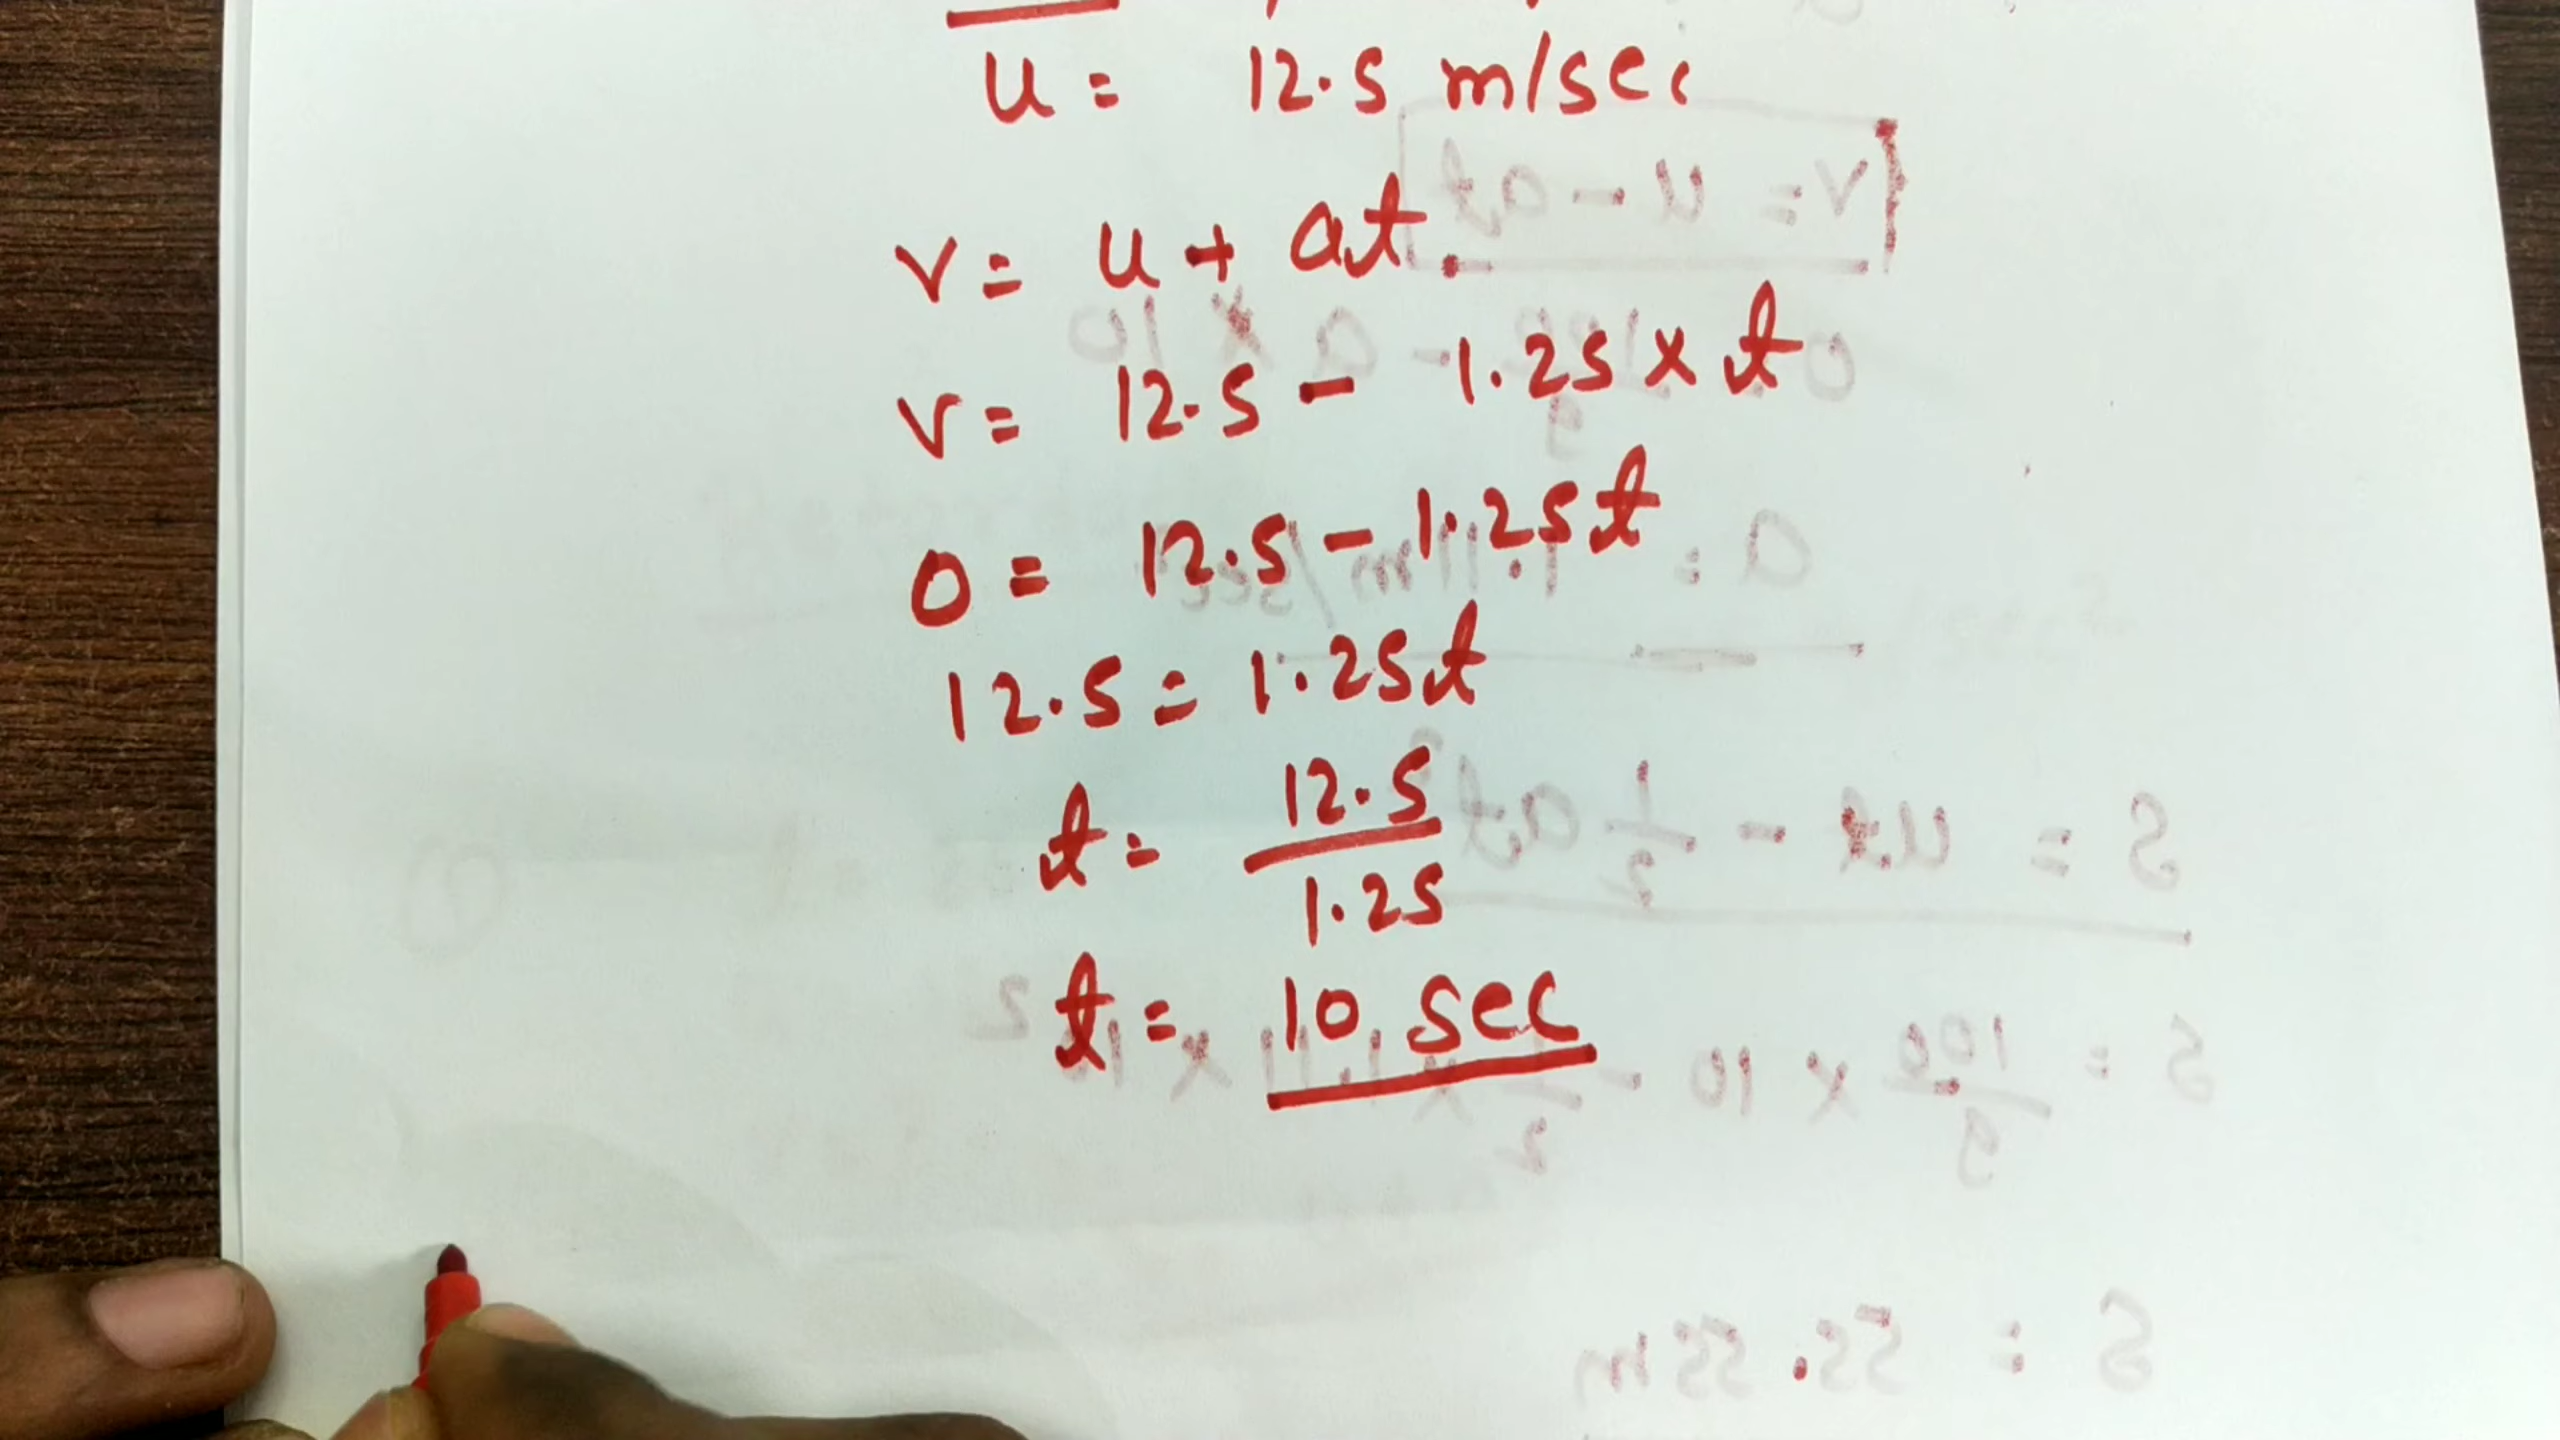 u = 12.5 m/sec
v = u + at
v = 12.5 - 1.25 x t
0 = 12.5 - 1.25t
12.5 = 1.25t
t = 12.5
1.25
t = 10 sec